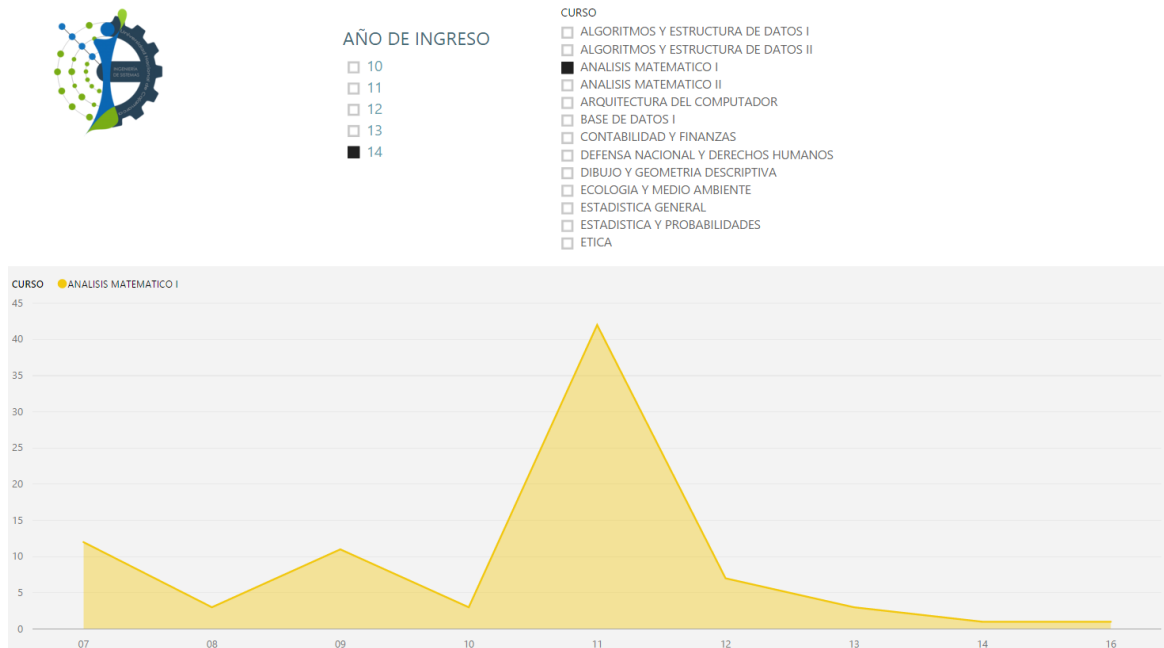 INGENIERIA
DE SISTEMAS
AÑO DE INGRESO
10
11
12
13
14
CURSO
ALGORITMOS Y ESTRUCTURA DE DATOS I
ALGORITMOS Y ESTRUCTURA DE DATOS II
ANALISIS MATEMATICO I
ANALISIS MATEMATICO II
ARQUITECTURA DEL COMPUTADOR
BASE DE DATOS I
CONTABILIDAD Y FINANZAS
DEFENSA NACIONAL Y DERECHOS HUMANOS
DIBUJO Y GEOMETRIA DESCRIPTIVA
ECOLOGIA Y MEDIO AMBIENTE
ESTADISTICA GENERAL
ESTADISTICA Y PROBABILIDADES
ETICA
CURSO ANALISIS MATEMATICO I
45
40
35
30
25
20
15
10
5
0
07 08 09 10 11 12 13 14 16